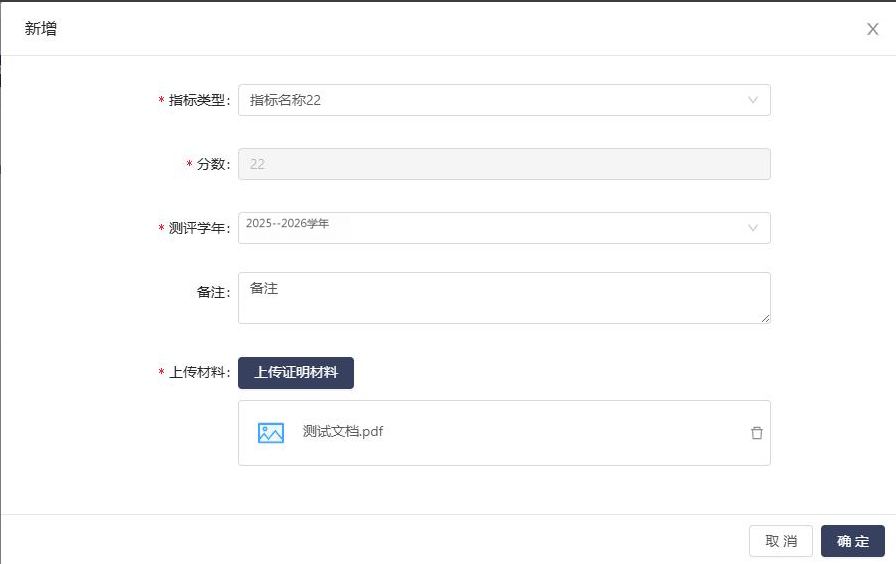 新增
* 指标类型: 指标名称22
* 分数: 22
* 测评学年: 2025--2026学年
备注: 备注
* 上传材料: 上传证明材料
测试文档.pdf
取 消 确 定